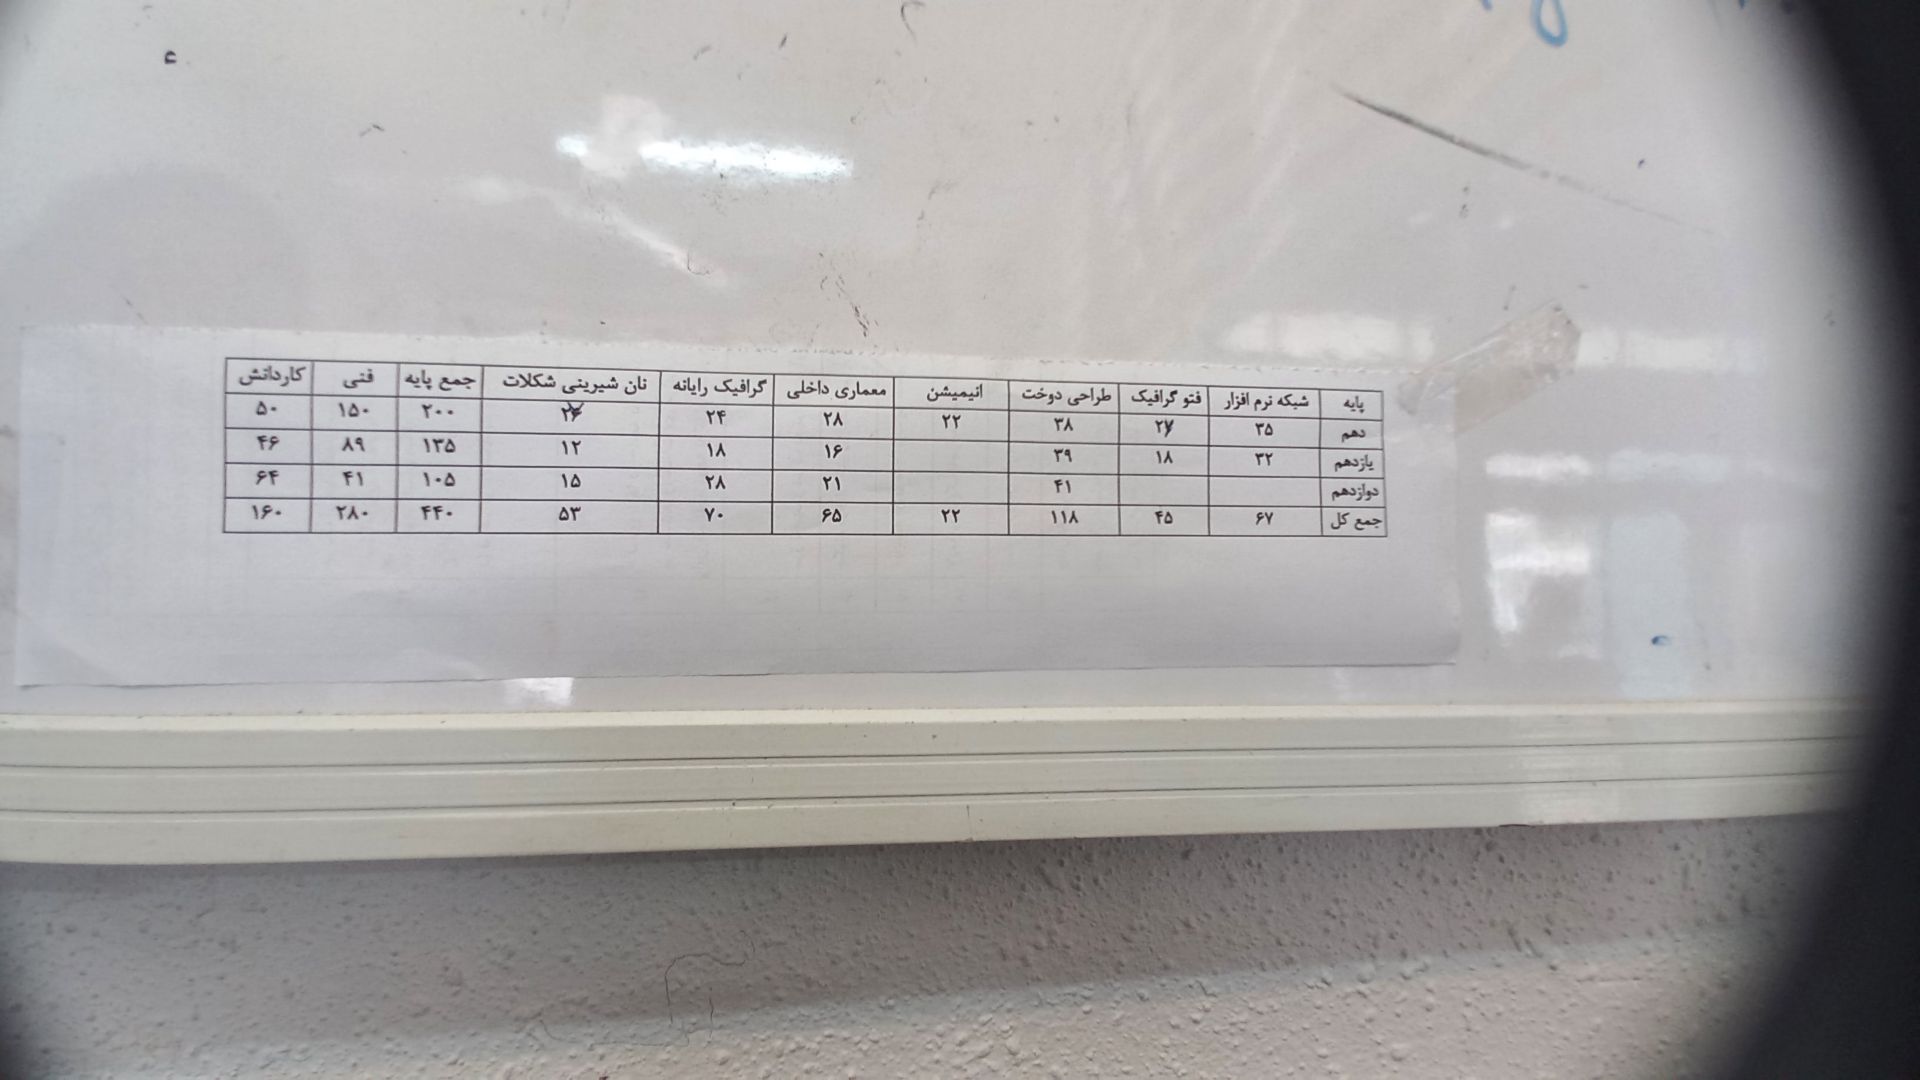 پایه شبکه نرم افزار فتو گرافیک طراحی دوخت انیمیشن معماری داخلی گرافیک رایانه نان شیرینی شکلات جمع پایه فنی کاردانش
دهم ۳۵ ۲۷ ۳۸ ۲۲ ۲۸ ۲۴ ۲۶ ۲۰۰ ۱۵۰ ۵۰
یازدهم ۳۲ ۱۸ ۳۹ ۱۶ ۱۸ ۱۲ ۱۳۵ ۸۹ ۴۶
دوازدهم ۴۱ ۲۱ ۲۸ ۱۵ ۱۰۵ ۴۱ ۶۴
جمع کل ۶۷ ۴۵ ۱۱۸ ۲۲ ۶۵ ۷۰ ۵۳ ۴۴۰ ۲۸۰ ۱۶۰